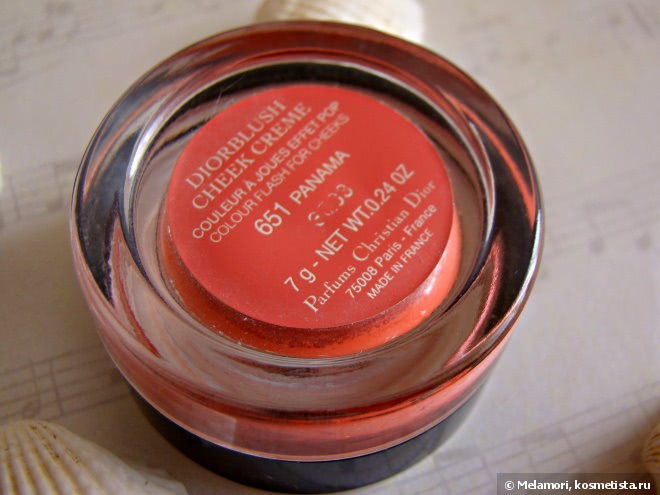 DIORBLUSH
CHEEK CREME
COULEUR A JOUES EFFET POP
COLOUR FLASH FOR CHEEKS
651 PANAMA
7 g - NET WT.0.24 OZ
Parfums Christian Dior
75008 Paris - France
MADE IN FRANCE
© Melamori, kosmetista.ru